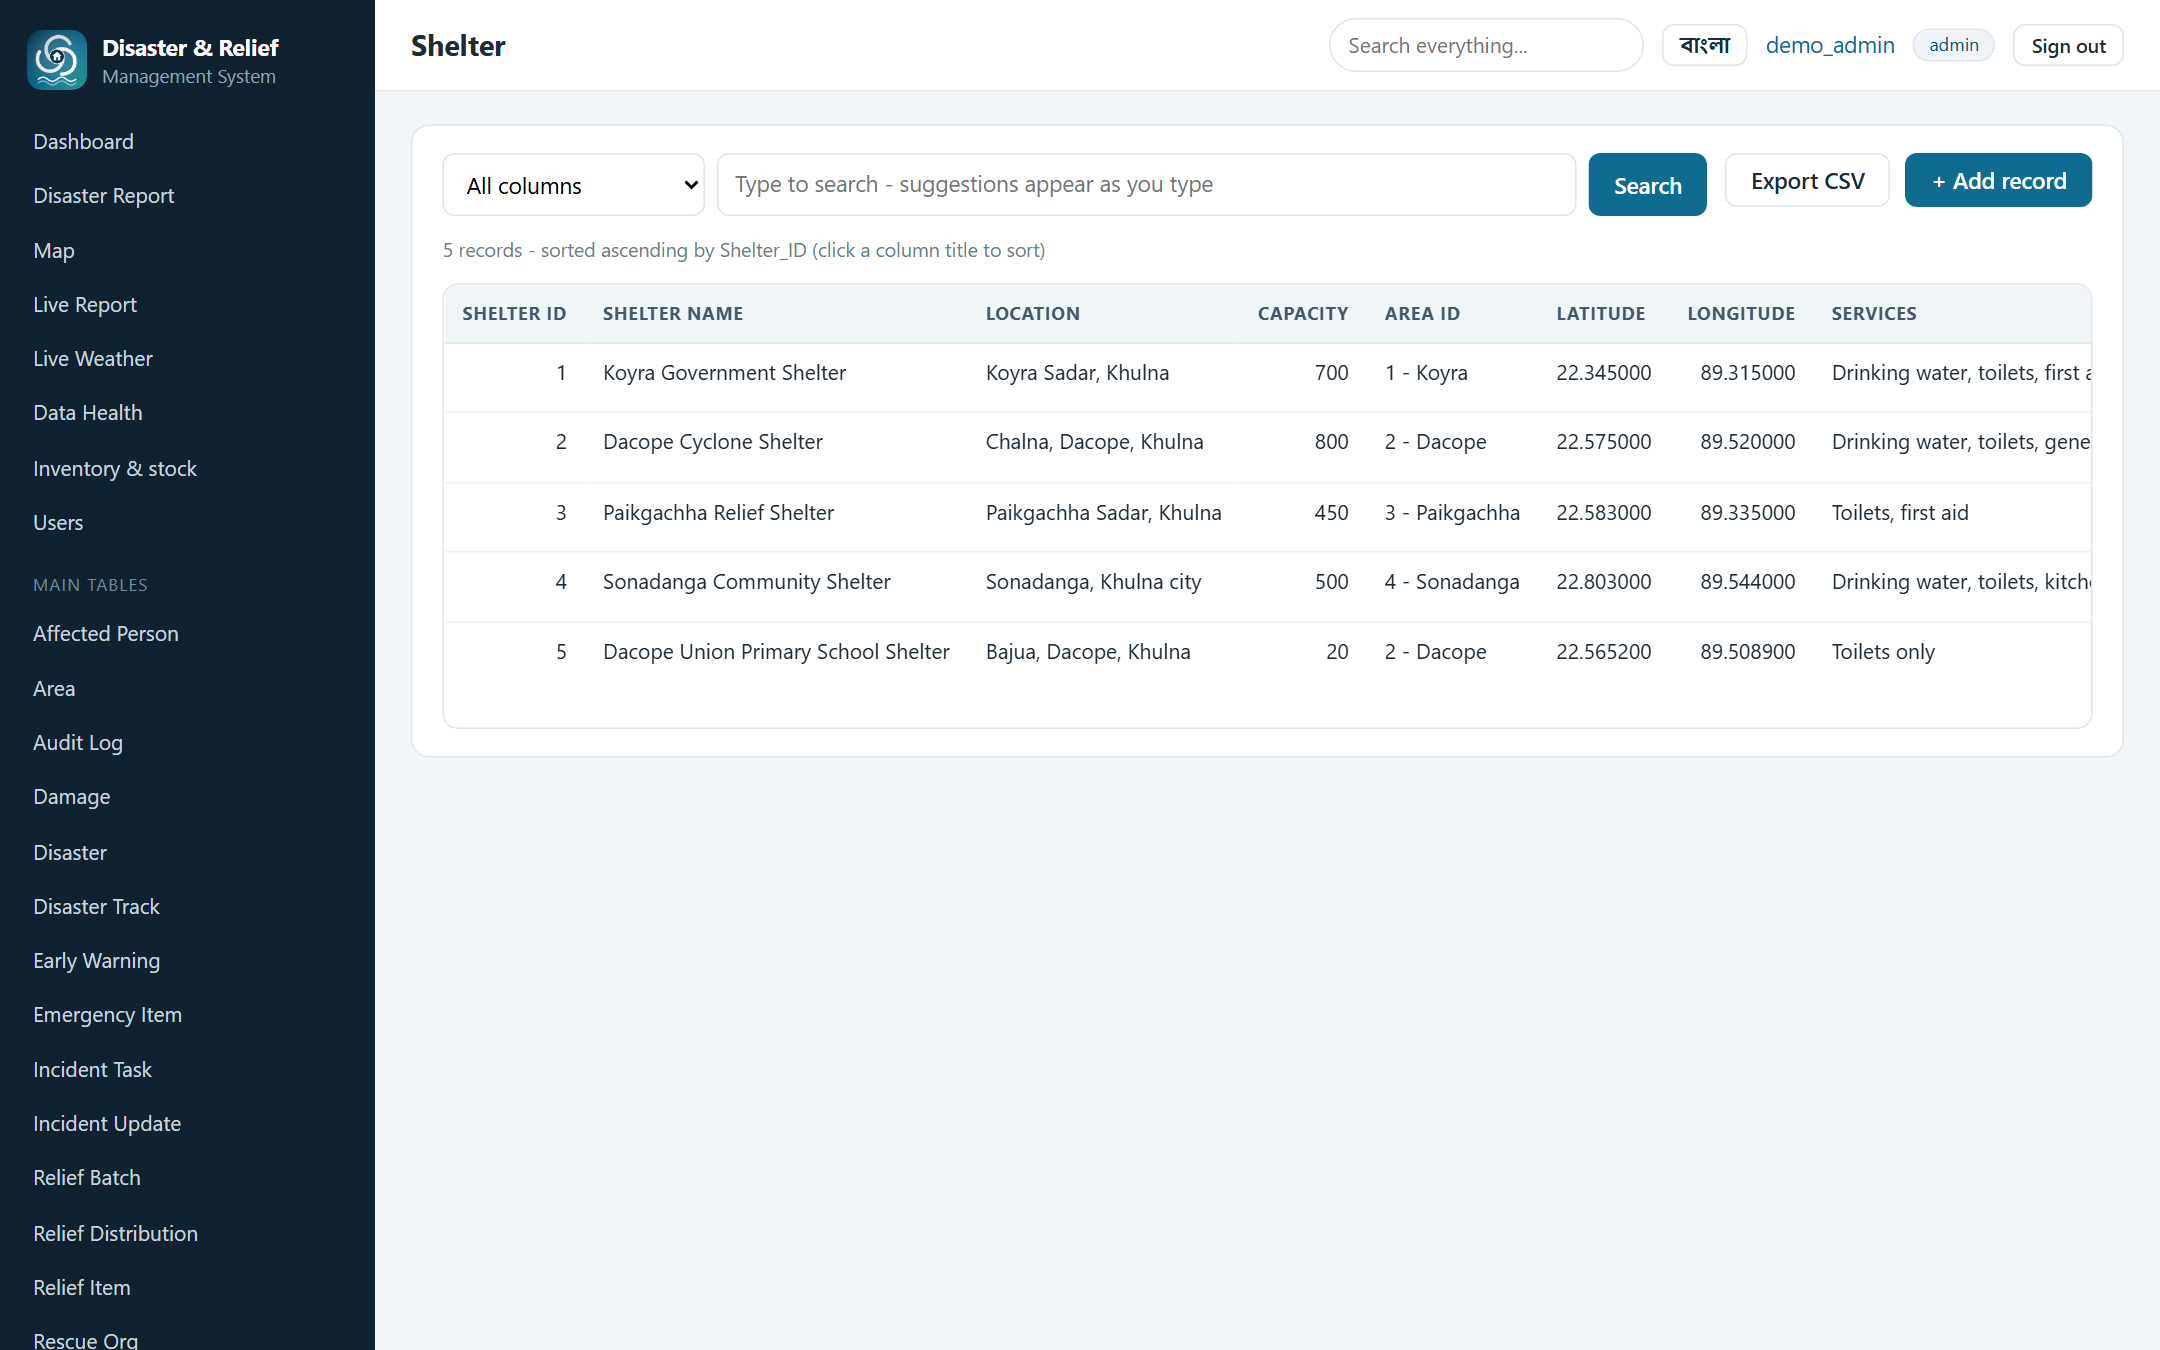 Disaster & Relief
Management System
Dashboard
Disaster Report
Map
Live Report
Live Weather
Data Health
Inventory & stock
Users
MAIN TABLES
Affected Person
Area
Audit Log
Damage
Disaster
Disaster Track
Early Warning
Emergency Item
Incident Task
Incident Update
Relief Batch
Relief Distribution
Relief Item
Rescue Org
Shelter
Search everything...
বাংলা
demo_admin
admin
Sign out
All columns
Type to search - suggestions appear as you type
Search
Export CSV
+ Add record
5 records - sorted ascending by Shelter_ID (click a column title to sort)
SHELTER ID SHELTER NAME LOCATION CAPACITY AREA ID LATITUDE LONGITUDE SERVICES
1 Koyra Government Shelter Koyra Sadar, Khulna 700 1 - Koyra 22.345000 89.315000 Drinking water, toilets, first
2 Dacope Cyclone Shelter Chalna, Dacope, Khulna 800 2 - Dacope 22.575000 89.520000 Drinking water, toilets, gene
3 Paikgachha Relief Shelter Paikgachha Sadar, Khulna 450 3 - Paikgachha 22.583000 89.335000 Toilets, first aid
4 Sonadanga Community Shelter Sonadanga, Khulna city 500 4 - Sonadanga 22.803000 89.544000 Drinking water, toilets, kitch
5 Dacope Union Primary School Shelter Bajua, Dacope, Khulna 20 2 - Dacope 22.565200 89.508900 Toilets only